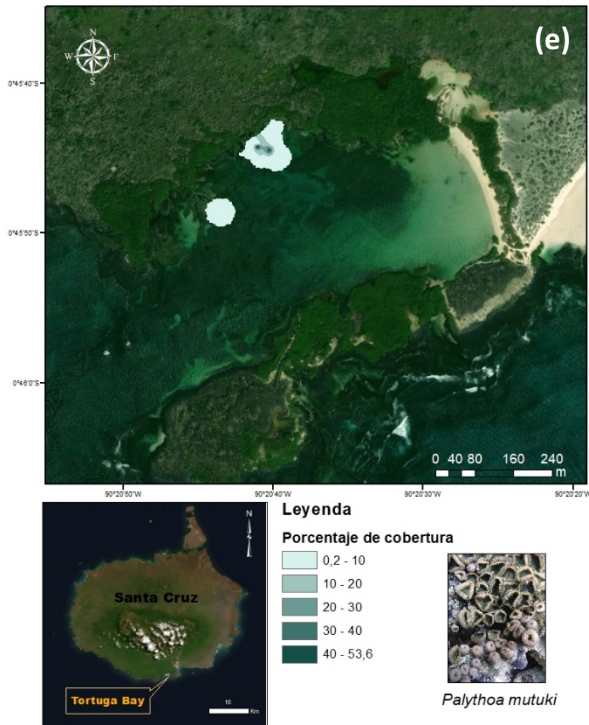 (e)
N
W E
S
0°45'40"S
0°45'50"S
0°46'0"S
0 40 80 160 240
m
90°20'50"W 90°20'40"W 90°20'30"W 90°20'20"W
N
Santa Cruz
Tortuga Bay
10
Km
Leyenda
Porcentaje de cobertura
0,2 - 10
10 - 20
20 - 30
30 - 40
40 - 53,6
Palythoa mutuki